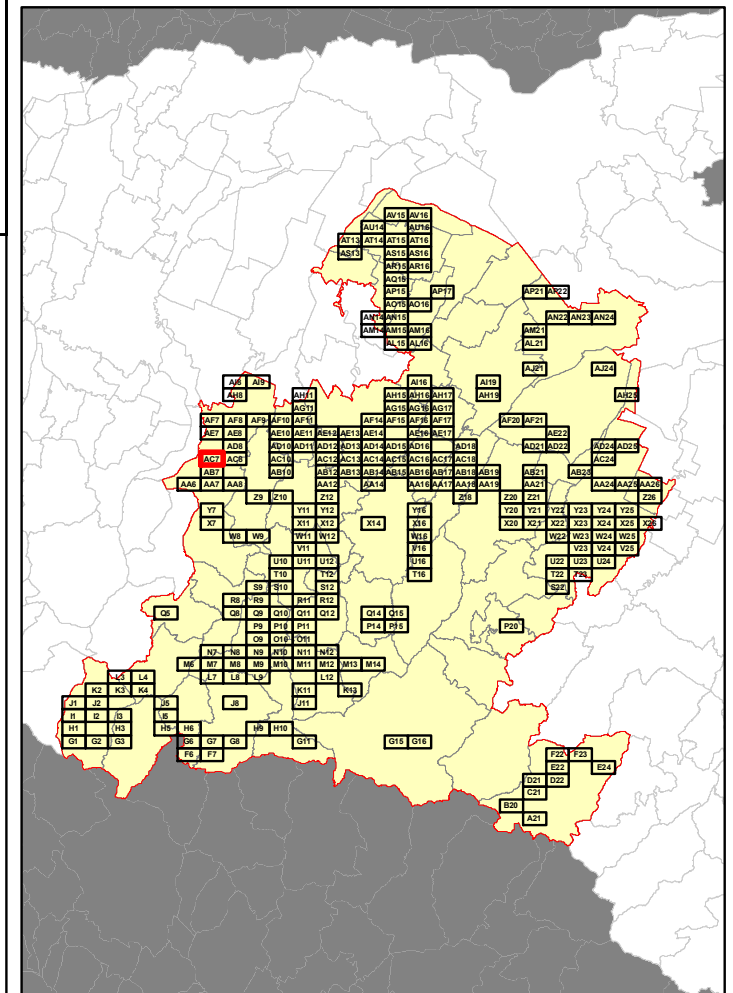 AV15 AV16
AU14 AU16
AT13 AT14 AT15 AT16
AS13 AS15 AS16
AR15 AR16
AQ15
AP15 AP17 AP21 AP22
AO15 AO16
AN14 AN15 AN22 AN23 AN24
AM14 AM15 AM16 AM21
AL15 AL16 AL21
AJ21 AJ24
AI8 AI9 AI16 AI19
AH8 AH11 AH15 AH16 AH17 AH19 AH25
AG11 AG15 AG16 AG17
AF7 AF8 AF9 AF10 AF11 AF14 AF15 AF16 AF17 AF20 AF21
AE7 AE8 AE10 AE11 AE12 AE13 AE14 AE16 AE17 AE22
AD8 AD10 AD11 AD12 AD13 AD14 AD15 AD16 AD18 AD21 AD22 AD24 AD25
AC7 AC8 AC10 AC12 AC13 AC14 AC15 AC16 AC17 AC18 AC24
AB7 AB10 AB12 AB13 AB14 AB15 AB16 AB17 AB18 AB19 AB21 AB23
AA6 AA7 AA8 AA12 AA14 AA16 AA17 AA18 AA19 AA21 AA24 AA25 AA26
Z9 Z10 Z12 Z18 Z20 Z21 Z26
Y7 Y11 Y12 Y16 Y20 Y21 Y22 Y23 Y24 Y25
X7 X11 X12 X14 X16 X20 X21 X22 X23 X24 X25 X26
W8 W9 W11 W12 W16 W22 W23 W24 W25
V11 V16 V23 V24 V25
U10 U11 U12 U16 U22 U23 U24
T10 T12 T16 T22 T23
S9 S10 S12 S22
R8 R9 R11 R12
Q5 Q8 Q9 Q10 Q11 Q12 Q14 Q15
P9 P10 P11 P14 P15 P20
O9 O10 O11
N7 N8 N9 N10 N11 N12
M6 M7 M8 M9 M10 M11 M12 M13 M14
L3 L4 L7 L8 L9 L12
K2 K3 K4 K11 K13
J1 J2 J5 J8 J11
I1 I2 I3 I5
H1 H3 H5 H6 H9 H10
G1 G2 G3 G6 G7 G8 G11 G15 G16
F6 F7 F22 F23
E22 E24
D21 D22
C21
B20
A21